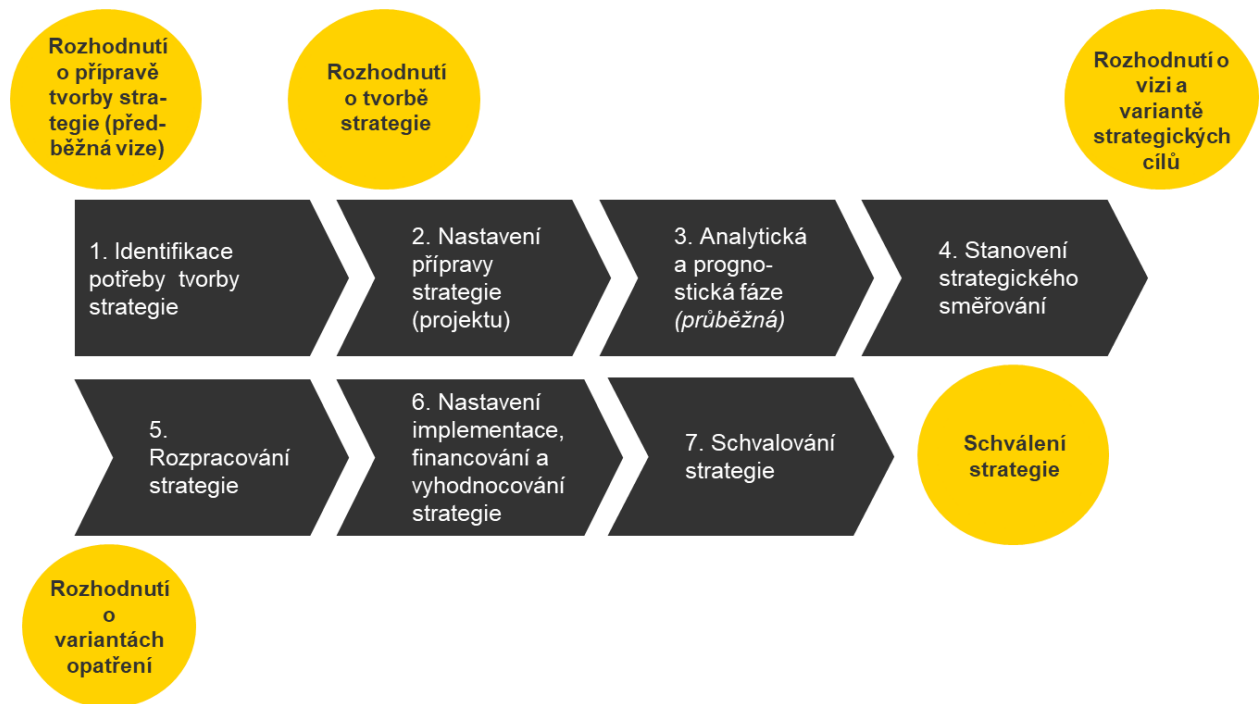 Rozhodnutí
o přípravě
tvorby stra-
tegie (před-
běžná vize)
Rozhodnutí
o tvorbě
strategie
Rozhodnutí o
vizi a
variantě
strategických
cílů
1. Identifikace
potřeby tvorby
strategie
2. Nastavení
přípravy
strategie
(projektu)
3. Analytická
a progno-
stická fáze
(průběžná)
4. Stanovení
strategického
směřování
5.
Rozpracování
strategie
6. Nastavení
implementace,
financování a
vyhodnocování
strategie
7. Schvalování
strategie
Schválení
strategie
Rozhodnutí
o
variantách
opatření